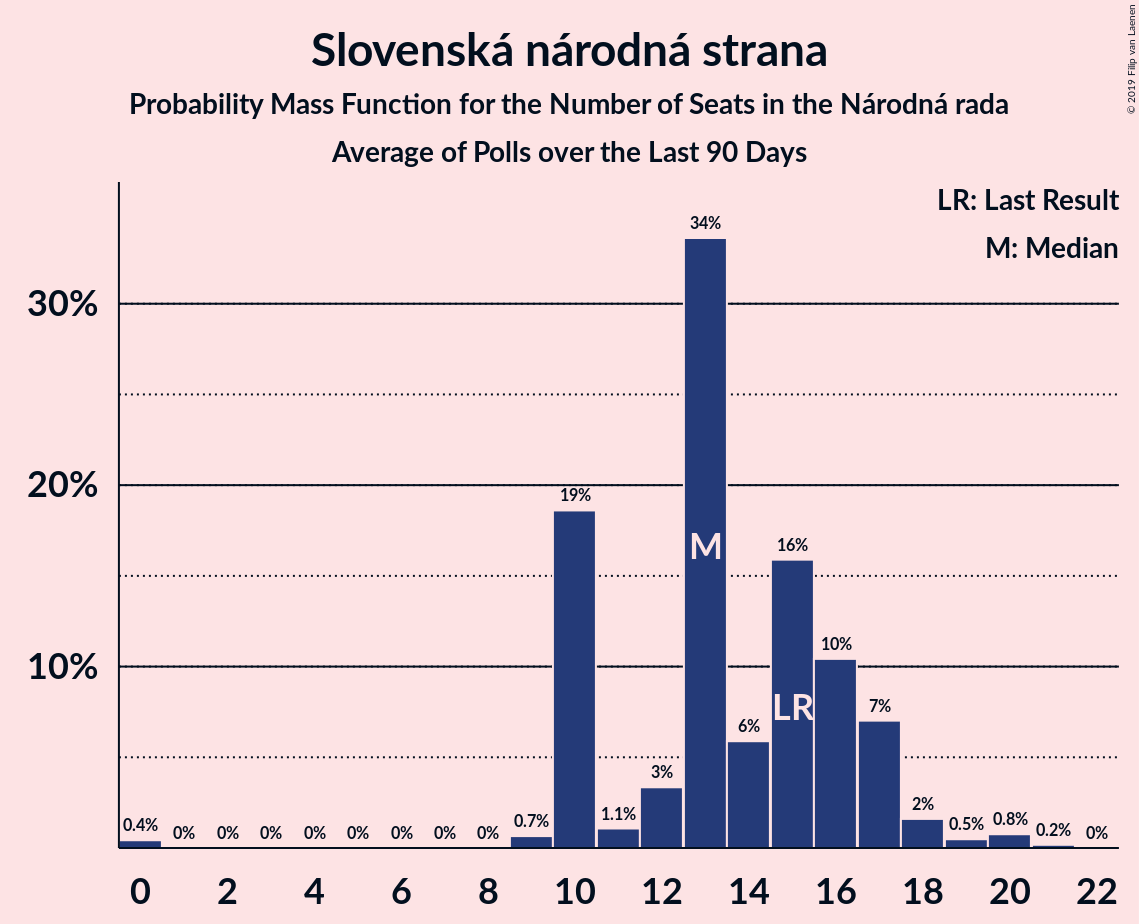 Slovenská národná strana
Probability Mass Function for the Number of Seats in the Národná rada
Average of Polls over the Last 90 Days
© 2019 Filip van Laenen
LR: Last Result
M: Median
30%
20%
10%
0.4% 0% 0% 0% 0% 0% 0% 0% 0% 0.7% 19% 1.1% 3% 34% 6% 16% 10% 7% 2% 0.5% 0.8% 0.2% 0%
M
LR
0 2 4 6 8 10 12 14 16 18 20 22